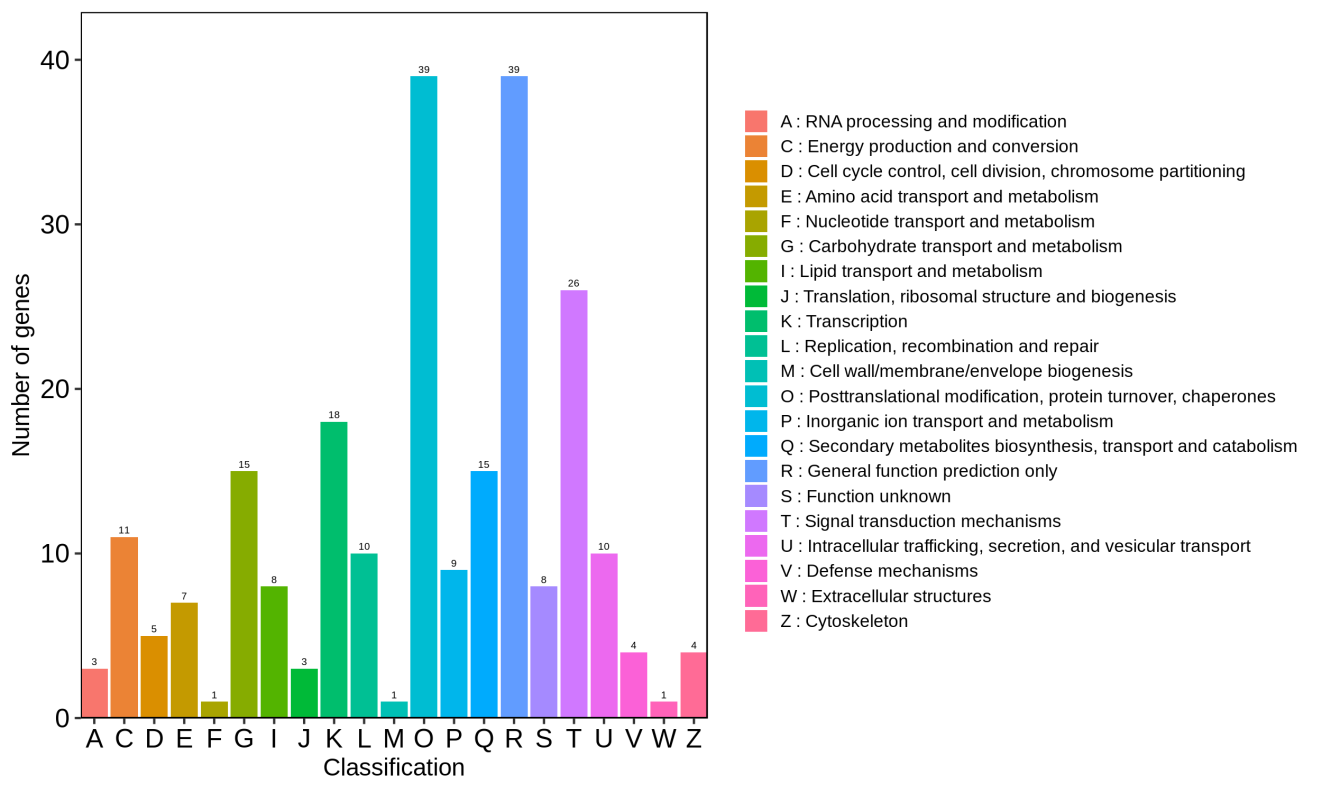 40
30
20
10
0
Number of genes
3
11
5
7
1
15
8
3
18
10
1
39
9
15
39
8
26
10
4
1
4
A C D E F G I J K L M O P Q R S T U V W Z
Classification
A : RNA processing and modification
C : Energy production and conversion
D : Cell cycle control, cell division, chromosome partitioning
E : Amino acid transport and metabolism
F : Nucleotide transport and metabolism
G : Carbohydrate transport and metabolism
I : Lipid transport and metabolism
J : Translation, ribosomal structure and biogenesis
K : Transcription
L : Replication, recombination and repair
M : Cell wall/membrane/envelope biogenesis
O : Posttranslational modification, protein turnover, chaperones
P : Inorganic ion transport and metabolism
Q : Secondary metabolites biosynthesis, transport and catabolism
R : General function prediction only
S : Function unknown
T : Signal transduction mechanisms
U : Intracellular trafficking, secretion, and vesicular transport
V : Defense mechanisms
W : Extracellular structures
Z : Cytoskeleton